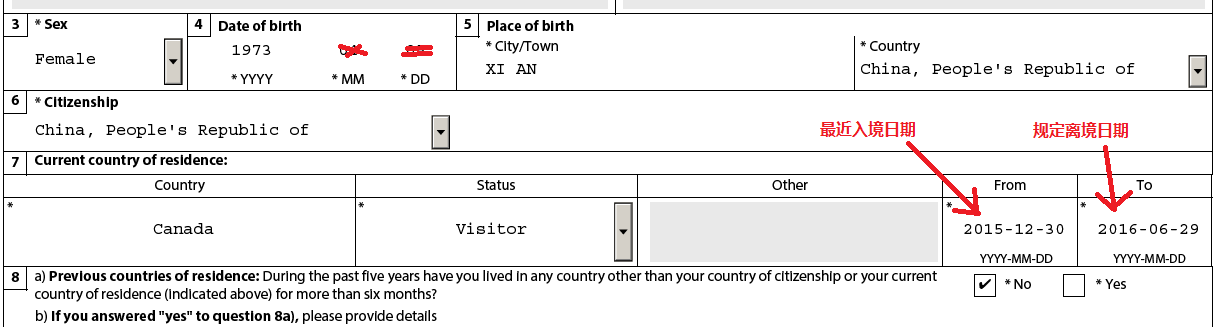 3 * Sex
Female
4 Date of birth
1973
* YYYY * MM * DD
5 Place of birth
* City/Town
XI AN
* Country
China, People's Republic of
6 * Citizenship
China, People's Republic of
最近入境日期
规定离境日期
7 Current country of residence:
Country Status Other From To
* Canada * Visitor * 2015-12-30 * 2016-06-29
YYYY-MM-DD YYYY-MM-DD
8 a) Previous countries of residence: During the past five years have you lived in any country other than your country of citizenship or your current
country of residence (indicated above) for more than six months?
✔ * No * Yes
b) If you answered "yes" to question 8a), please provide details